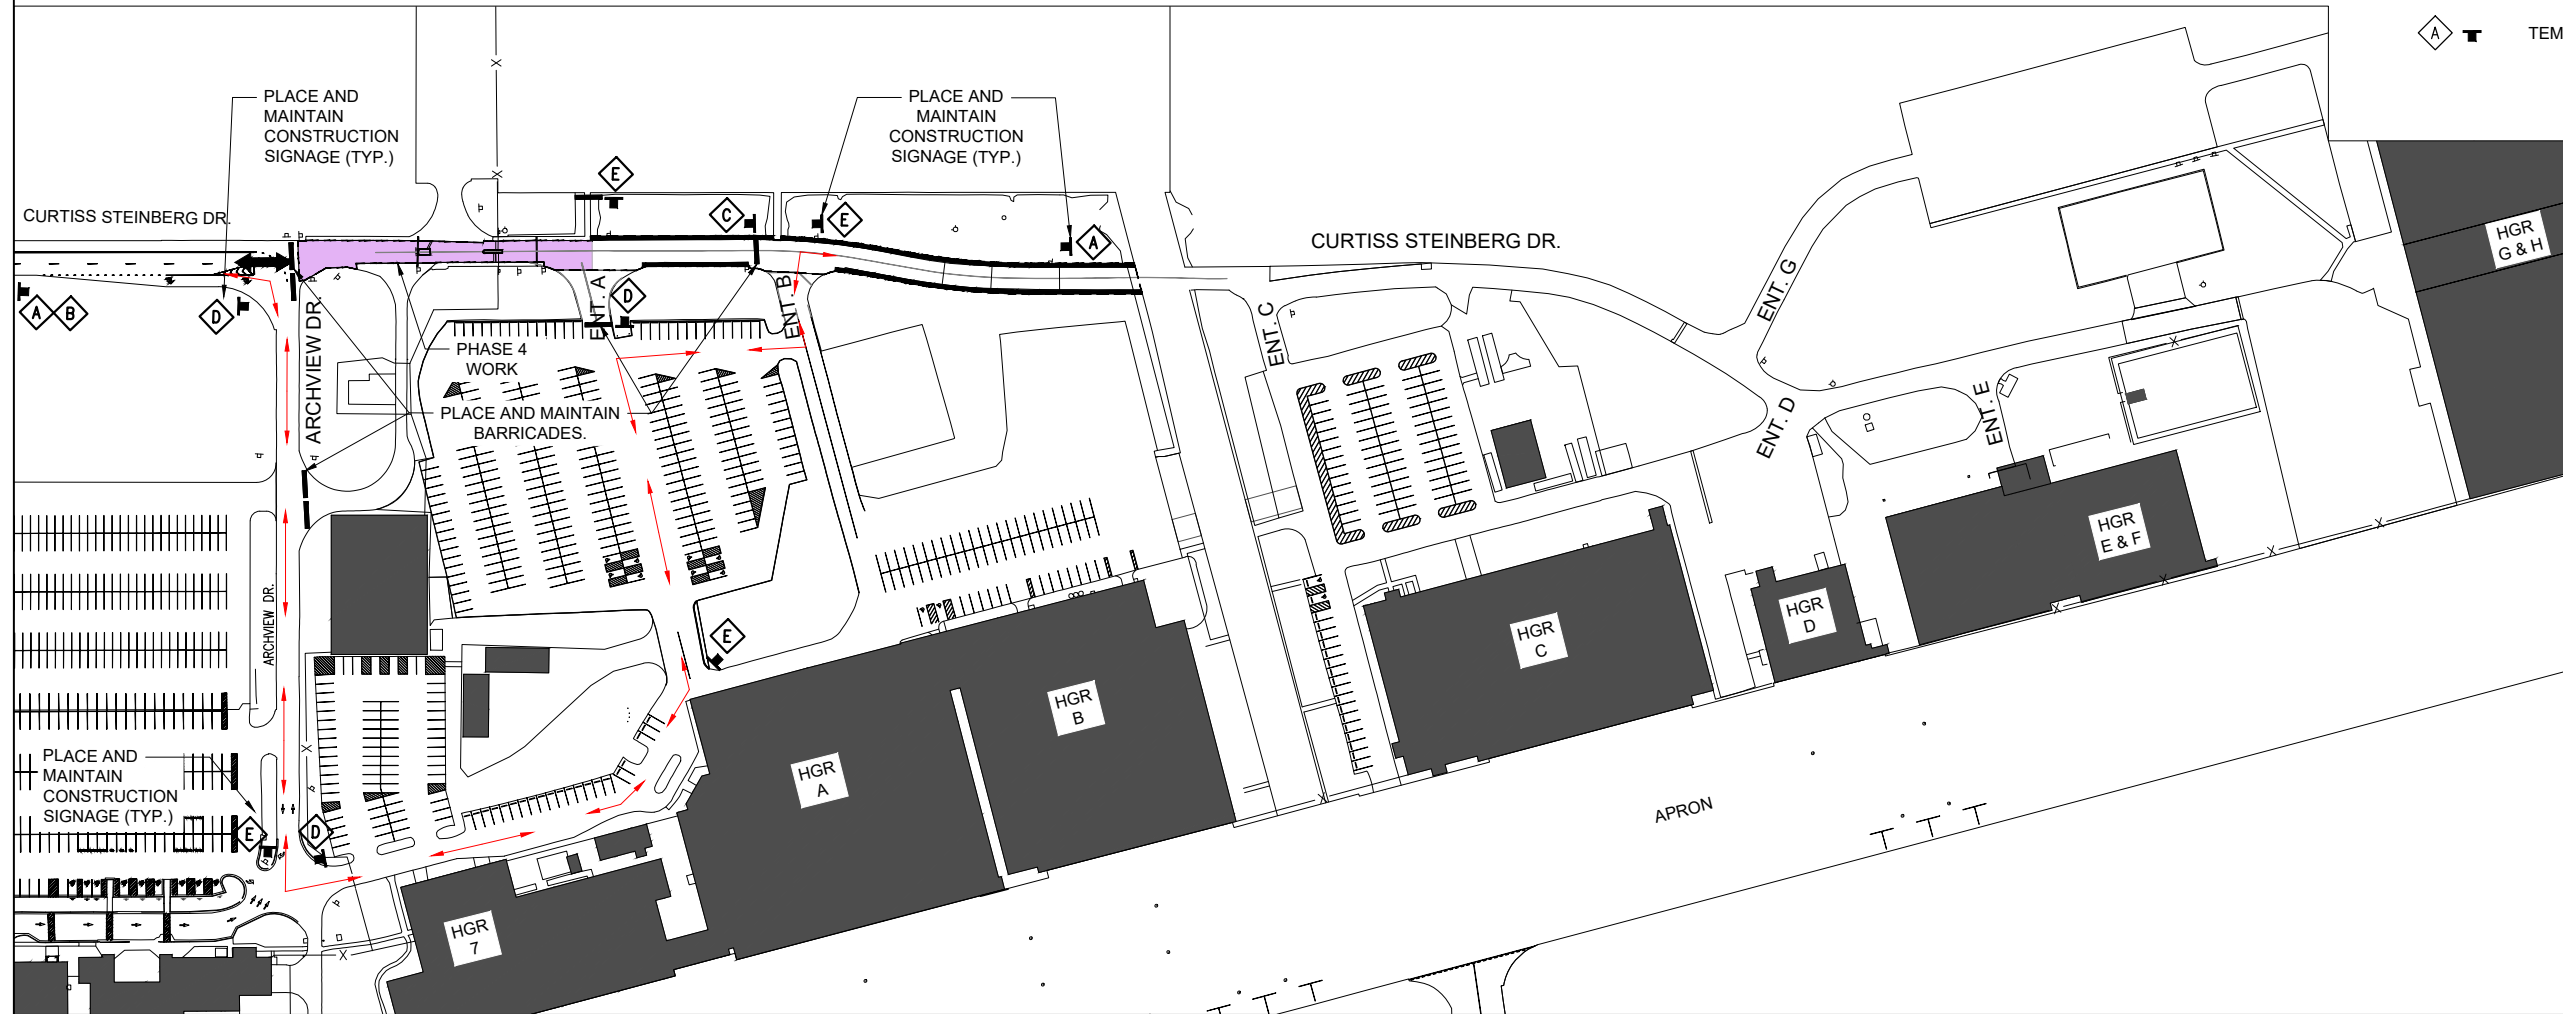 A
TEM
PLACE AND
MAINTAIN
CONSTRUCTION
SIGNAGE (TYP.)
PLACE AND
MAINTAIN
CONSTRUCTION
SIGNAGE (TYP.)
E
C
E
A
CURTISS STEINBERG DR.
CURTISS STEINBERG DR.
HGR
G & H
A
B
D
D
ENT. A
ENT. B
ENT. C
ENT. G
ENT. D
ENT. E
ARCHVIEW DR.
PHASE 4
WORK
PLACE AND MAINTAIN
BARRICADES.
HGR
E & F
ARCHVIEW DR.
E
HGR
D
HGR
C
HGR
B
HGR
A
PLACE AND
MAINTAIN
CONSTRUCTION
SIGNAGE (TYP.)
E
D
APRON
HGR
7
X
X
X
X
X
X
X
X
X
X
X